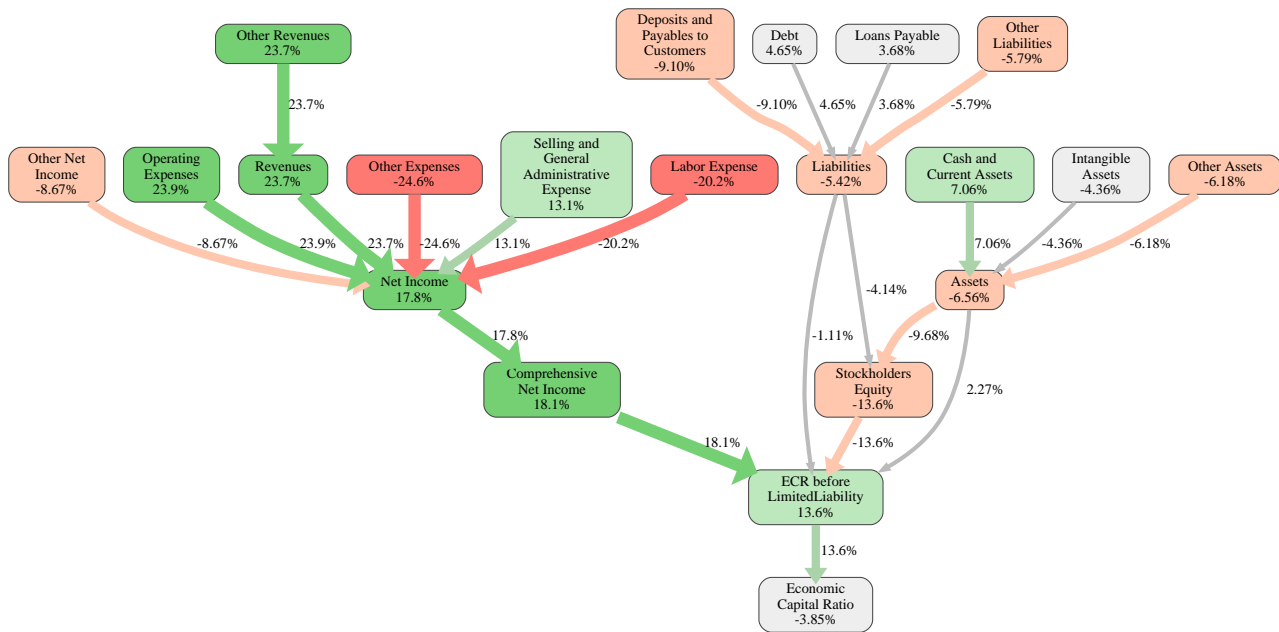 Other Revenues
23.7%
Deposits and
Payables to
Customers
-9.10%
Debt
4.65%
Loans Payable
3.68%
Other
Liabilities
-5.79%
23.7%
-9.10%
4.65%
3.68%
-5.79%
Other Net
Income
-8.67%
Operating
Expenses
23.9%
Revenues
23.7%
Other Expenses
-24.6%
Selling and
General
Administrative
Expense
13.1%
Labor Expense
-20.2%
Liabilities
-5.42%
Cash and
Current Assets
7.06%
Intangible
Assets
-4.36%
Other Assets
-6.18%
-8.67%
23.9%
23.7%
-24.6%
13.1%
-20.2%
7.06%
-4.36%
-6.18%
Net Income
17.8%
Assets
-6.56%
-4.14%
17.8%
-1.11%
-9.68%
Comprehensive
Net Income
18.1%
Stockholders
Equity
-13.6%
2.27%
18.1%
-13.6%
ECR before
LimitedLiability
13.6%
13.6%
Economic
Capital Ratio
-3.85%